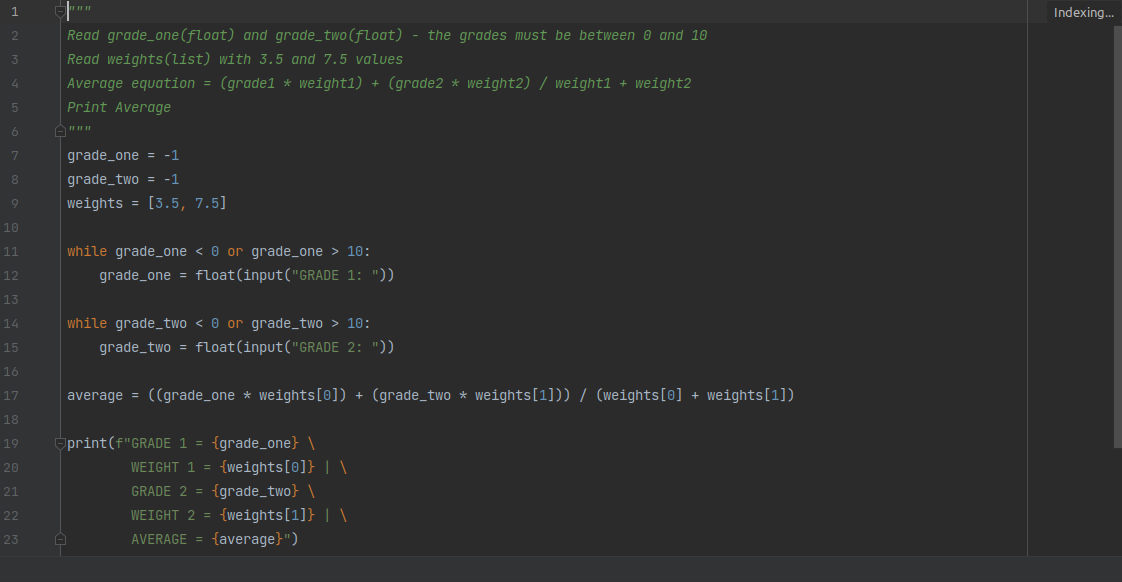 1 """ Indexing...
2 Read grade_one(float) and grade_two(float) - the grades must be between 0 and 10
3 Read weights(list) with 3.5 and 7.5 values
4 Average equation = (grade1 * weight1) + (grade2 * weight2) / weight1 + weight2
5 Print Average
6 """
7 grade_one = -1
8 grade_two = -1
9 weights = [3.5, 7.5]
10
11 while grade_one < 0 or grade_one > 10:
12     grade_one = float(input("GRADE 1: "))
13
14 while grade_two < 0 or grade_two > 10:
15     grade_two = float(input("GRADE 2: "))
16
17 average = ((grade_one * weights[0]) + (grade_two * weights[1])) / (weights[0] + weights[1])
18
19 print(f"GRADE 1 = {grade_one} \
20         WEIGHT 1 = {weights[0]} | \
21         GRADE 2 = {grade_two} \
22         WEIGHT 2 = {weights[1]} | \
23         AVERAGE = {average}")